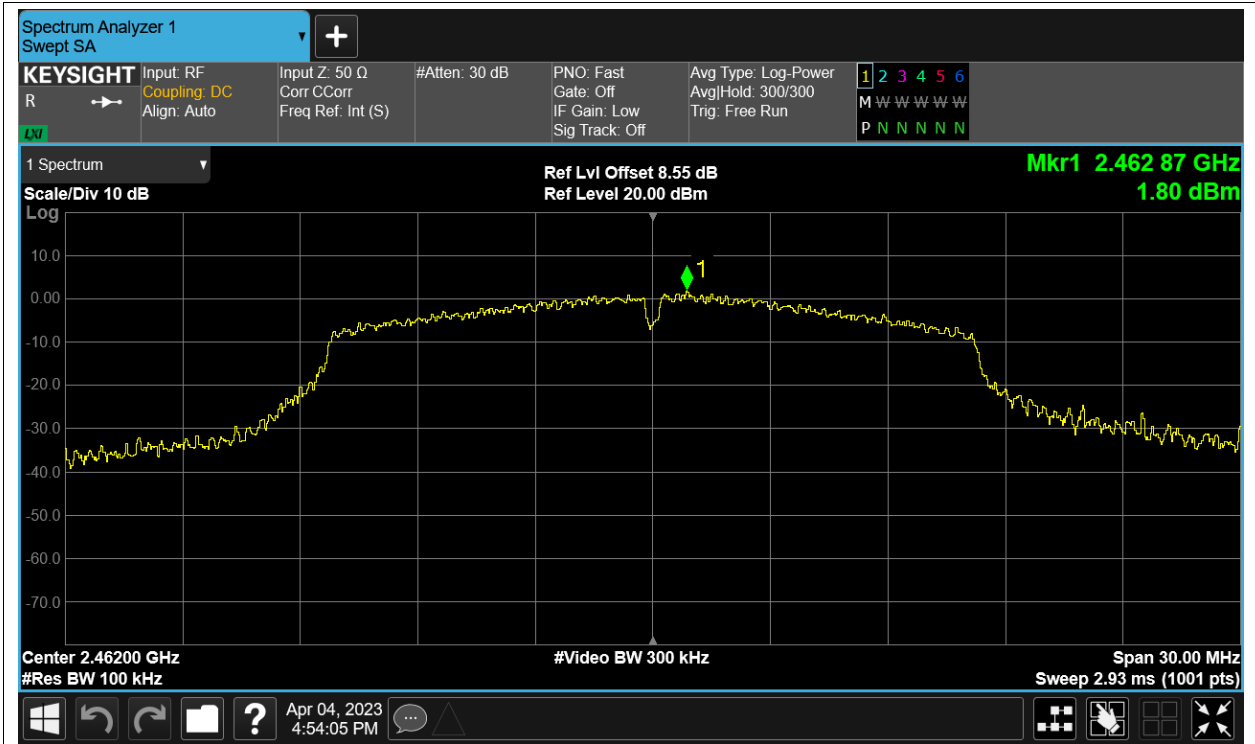 Spectrum Analyzer 1
Swept SA
KEYSIGHT
R
LXI
Input: RF
Coupling: DC
Align: Auto
Input Z: 50 Ω
Corr CCorr
Freq Ref: Int (S)
#Atten: 30 dB
PNO: Fast
Gate: Off
IF Gain: Low
Sig Track: Off
Avg Type: Log-Power
Avg|Hold: 300/300
Trig: Free Run
1 2 3 4 5 6
M W W W W W
P N N N N N
1 Spectrum
Scale/Div 10 dB
Log
Ref Lvl Offset 8.55 dB
Ref Level 20.00 dBm
Mkr1 2.462 87 GHz
1.80 dBm
1
10.0
0.00
-10.0
-20.0
-30.0
-40.0
-50.0
-60.0
-70.0
Center 2.46200 GHz
#Res BW 100 kHz
#Video BW 300 kHz
Span 30.00 MHz
Sweep 2.93 ms (1001 pts)
?
Apr 04, 2023
4:54:05 PM